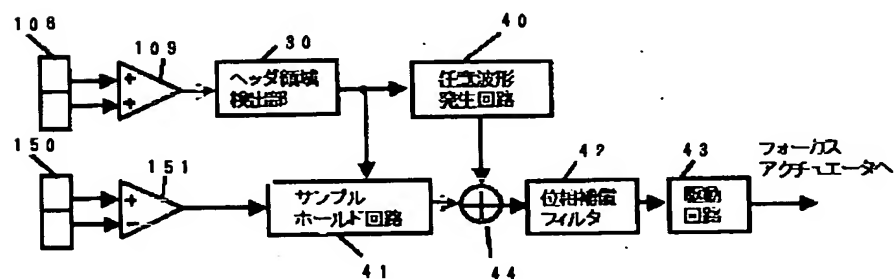 108
109
30
40
ヘッダ領域
検出部
任意波形
発生回路
150
151
42
43
フォーカス
アクチュエータへ
サンプル
ホールド回路
位相補償
フィルタ
駆動
回路
41
44
+
+
+
-